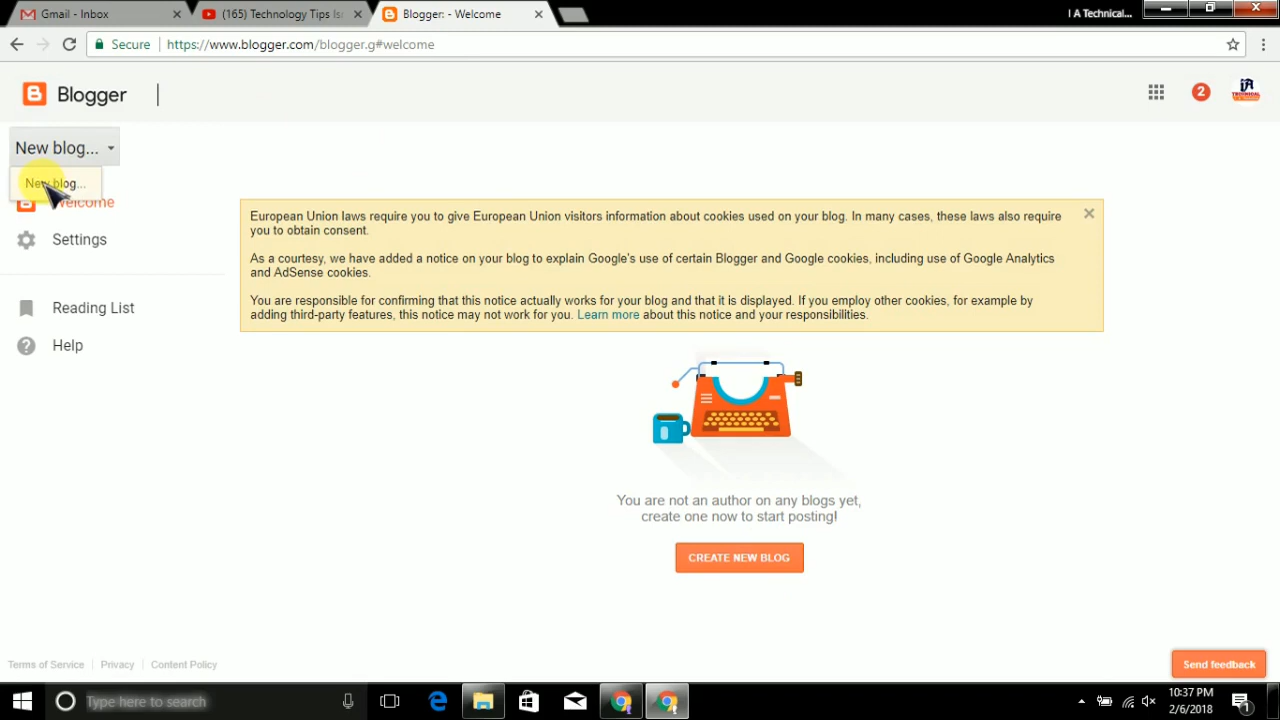 Gmail - Inbox
(165) Technology Tips
Blogger: - Welcome
I A Technical...
Secure
https://www.blogger.com/blogger.g#welcome
Blogger
2
TECHNICAL
New blog...
New blog...
Welcome
Settings
Reading List
Help
European Union laws require you to give European Union visitors information about cookies used on your blog. In many cases, these laws also require
you to obtain consent.
As a courtesy, we have added a notice on your blog to explain Google's use of certain Blogger and Google cookies, including use of Google Analytics
and AdSense cookies.
You are responsible for confirming that this notice actually works for your blog and that it is displayed. If you employ other cookies, for example by
adding third-party features, this notice may not work for you. Learn more about this notice and your responsibilities.
You are not an author on any blogs yet,
create one now to start posting!
CREATE NEW BLOG
Terms of Service
Privacy
Content Policy
Send feedback
Type here to search
10:37 PM
2/6/2018
1